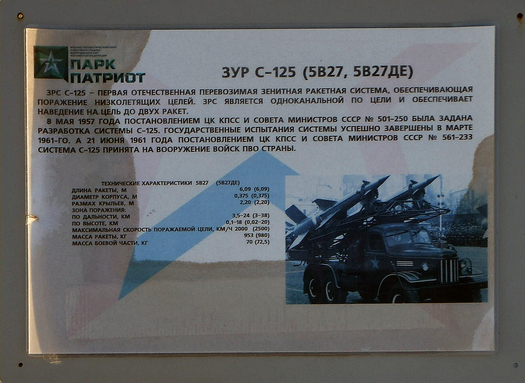 ПАРК
ПАТРИОТ
ЗУР С-125 (5В27, 5В27ДЕ)
ЗРС С-125 – ПЕРВАЯ ОТЕЧЕСТВЕННАЯ ПЕРЕВОЗИМАЯ ЗЕНИТНАЯ РАКЕТНАЯ СИСТЕМА, ОБЕСПЕЧИВАЮЩАЯ
ПОРАЖЕНИЕ НИЗКОЛЕТЯЩИХ ЦЕЛЕЙ. ЗРС ЯВЛЯЕТСЯ ОДНОКАНАЛЬНОЙ ПО ЦЕЛИ И ОБЕСПЕЧИВАЕТ
НАВЕДЕНИЕ НА ЦЕЛЬ ДО ДВУХ РАКЕТ.
8 МАЯ 1957 ГОДА ПОСТАНОВЛЕНИЕМ ЦК КПСС И СОВЕТА МИНИСТРОВ СССР № 501-250 БЫЛА ЗАДАНА
РАЗРАБОТКА СИСТЕМЫ С-125. ГОСУДАРСТВЕННЫЕ ИСПЫТАНИЯ СИСТЕМЫ УСПЕШНО ЗАВЕРШЕНЫ В МАРТЕ
1961-ГО, А 21 ИЮНЯ 1961 ГОДА ПОСТАНОВЛЕНИЕМ ЦК КПСС И СОВЕТА МИНИСТРОВ СССР № 561-233
СИСТЕМА С-125 ПРИНЯТА НА ВООРУЖЕНИЕ ВОЙСК ПВО СТРАНЫ.
ТЕХНИЧЕСКИЕ ХАРАКТЕРИСТИКИ 5В27 (5В27ДЕ)
ДЛИНА РАКЕТЫ, М 6,09 (6,09)
ДИАМЕТР КОРПУСА, М 0,375 (0,375)
РАЗМАХ КРЫЛЬЕВ, М 2,20 (2,20)
ЗОНА ПОРАЖЕНИЯ:
ПО ДАЛЬНОСТИ, КМ 3,5-24 (3-38)
ПО ВЫСОТЕ, КМ 0,1-18 (0,02-20)
МАКСИМАЛЬНАЯ СКОРОСТЬ ПОРАЖАЕМОЙ ЦЕЛИ, КМ/Ч 2000 (2500)
МАССА РАКЕТЫ, КГ 953 (980)
МАССА БОЕВОЙ ЧАСТИ, КГ 70 (72,5)